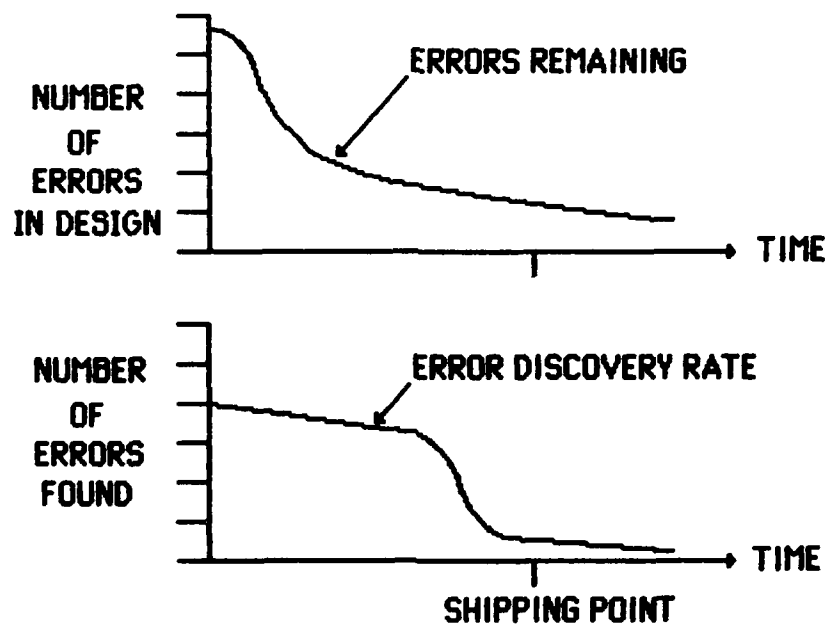 ERRORS REMAINING
NUMBER
OF
ERRORS
IN DESIGN
TIME
ERROR DISCOVERY RATE
NUMBER
OF
ERRORS
FOUND
TIME
SHIPPING POINT